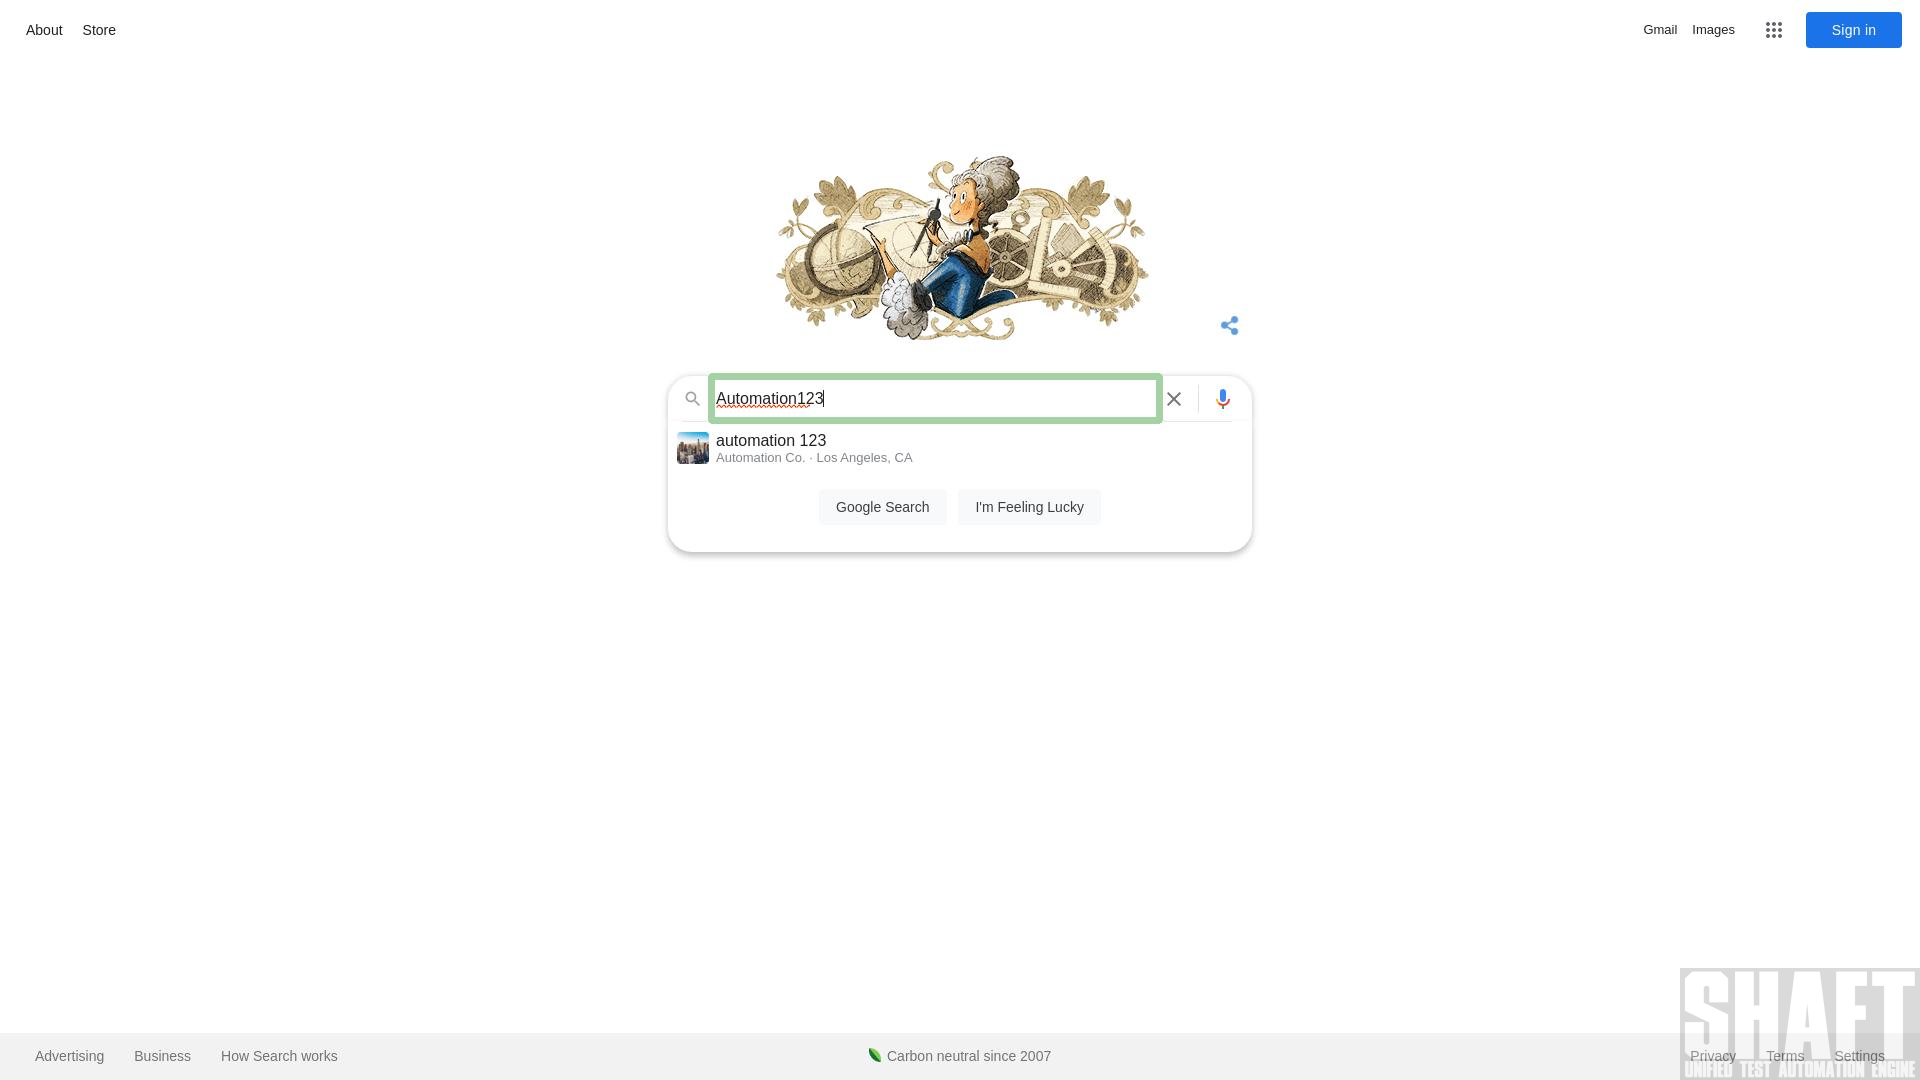 About Store
Gmail Images
Sign in
Automation123
automation 123
Automation Co. · Los Angeles, CA
Google Search
I'm Feeling Lucky
SHAFT
Advertising Business How Search works
Carbon neutral since 2007
Privacy Terms Settings
UNIFIED TEST AUTOMATION ENGINE